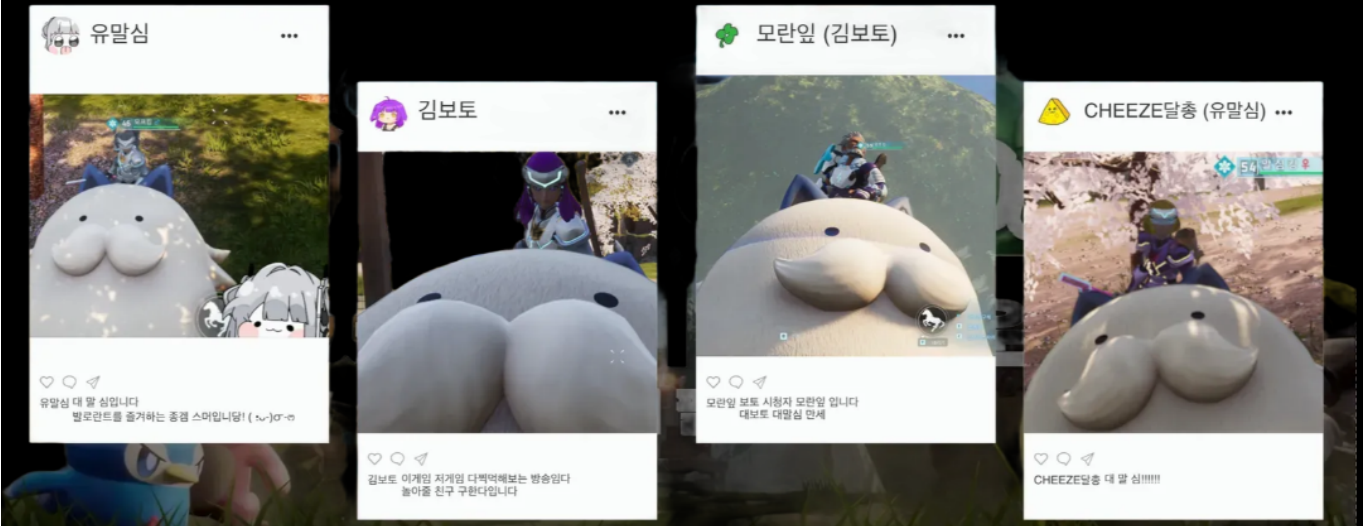 유말심
유말심 대 말 심입니다
발로란트를 즐겨하는 종겜 스머입니당!
김보토
김보토 이게임 저게임 다찍먹해보는 방송임다
놀아줄 친구 구한다입니다
모란잎 (김보토)
모란잎 보토 시청자 모란잎 입니다
대보토 대말심 만세
CHEEZE달총 (유말심)
54
CHEEZE달총 대 말 심!!!!!!